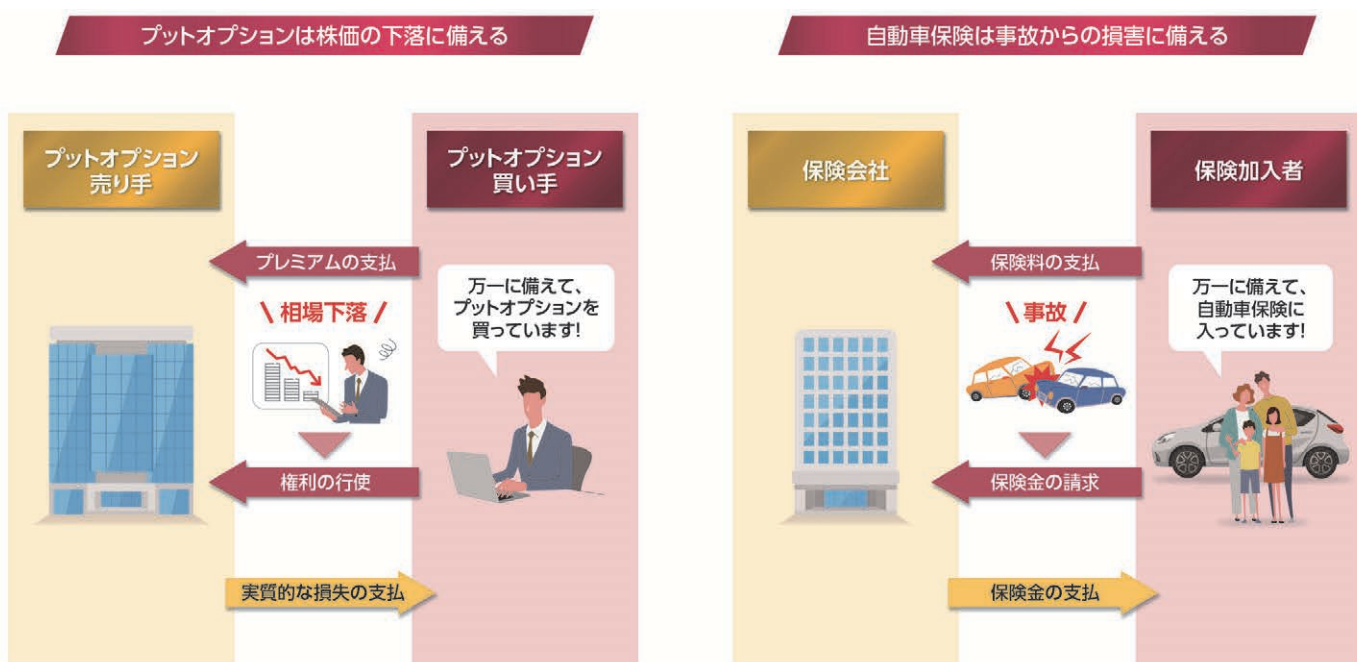 プットオプションは株価の下落に備える
プットオプション
売り手
プットオプション
買い手
プレミアムの支払
\ 相場下落 /
万一に備えて、
プットオプションを
買っています!
権利の行使
実質的な損失の支払
自動車保険は事故からの損害に備える
保険会社
保険加入者
保険料の支払
\ 事故 /
万一に備えて、
自動車保険に
入っています!
保険金の請求
保険金の支払